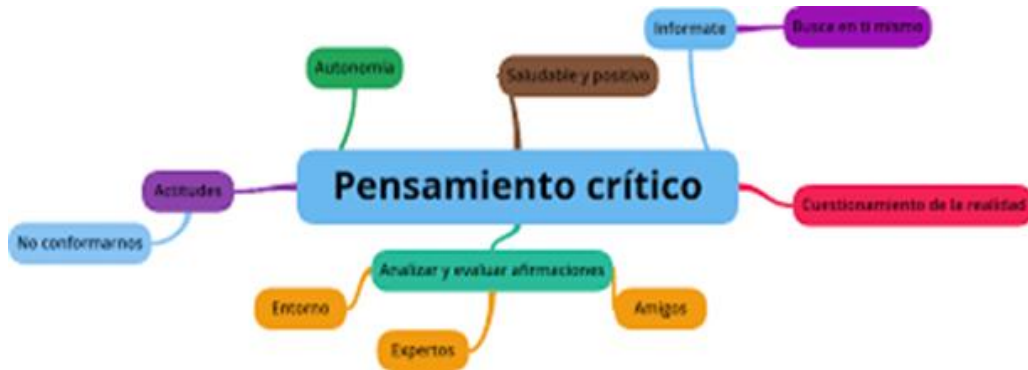 Informate
Busca en ti mismo
Autonomía
Saludable y positivo
Pensamiento crítico
Actitudes
Cuestionamiento de la realidad
No conformarnos
Analizar y evaluar afirmaciones
Entorno
Amigos
Expertos